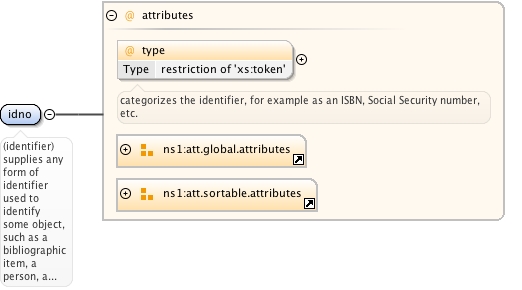 attributes
type
Type restriction of 'xs:token'
categorizes the identifier, for example as an ISBN, Social Security number,
etc.
idno
ns1:att.global.attributes
ns1:att.sortable.attributes
(identifier)
supplies any
form of
identifier
used to
identify
some object,
such as a
bibliographic
item, a
person, a...